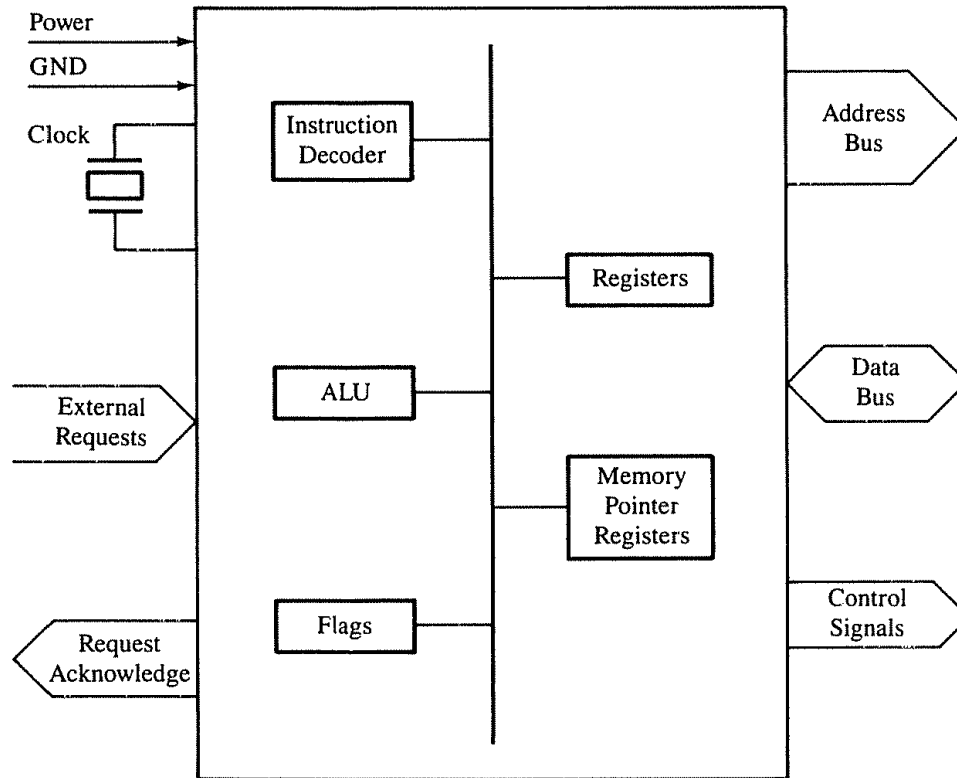 Power
GND
Clock
Instruction
Decoder
Address
Bus
Registers
ALU
Data
Bus
External
Requests
Memory
Pointer
Registers
Flags
Control
Signals
Request
Acknowledge